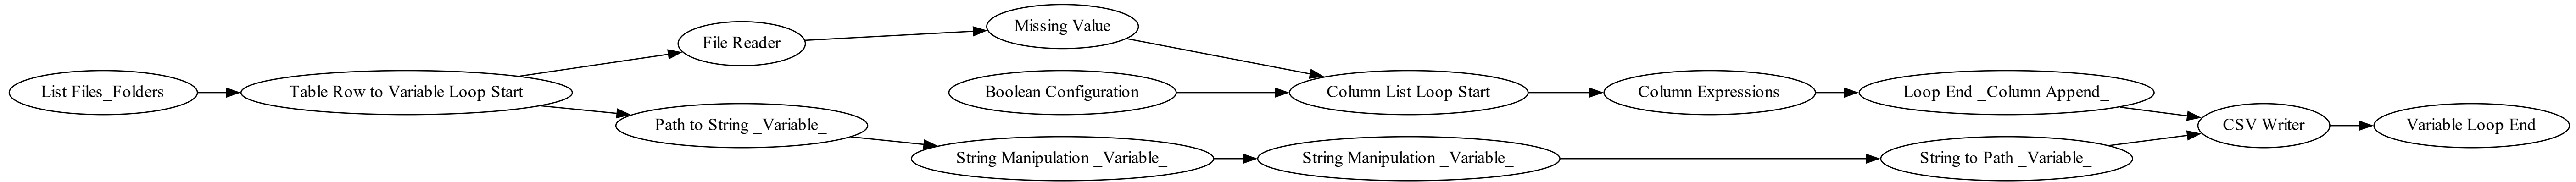 List Files_Folders
Table Row to Variable Loop Start
File Reader
Missing Value
Path to String _Variable_
Boolean Configuration
Column List Loop Start
Column Expressions
Loop End _Column Append_
String Manipulation _Variable_
String Manipulation _Variable_
String to Path _Variable_
CSV Writer
Variable Loop End